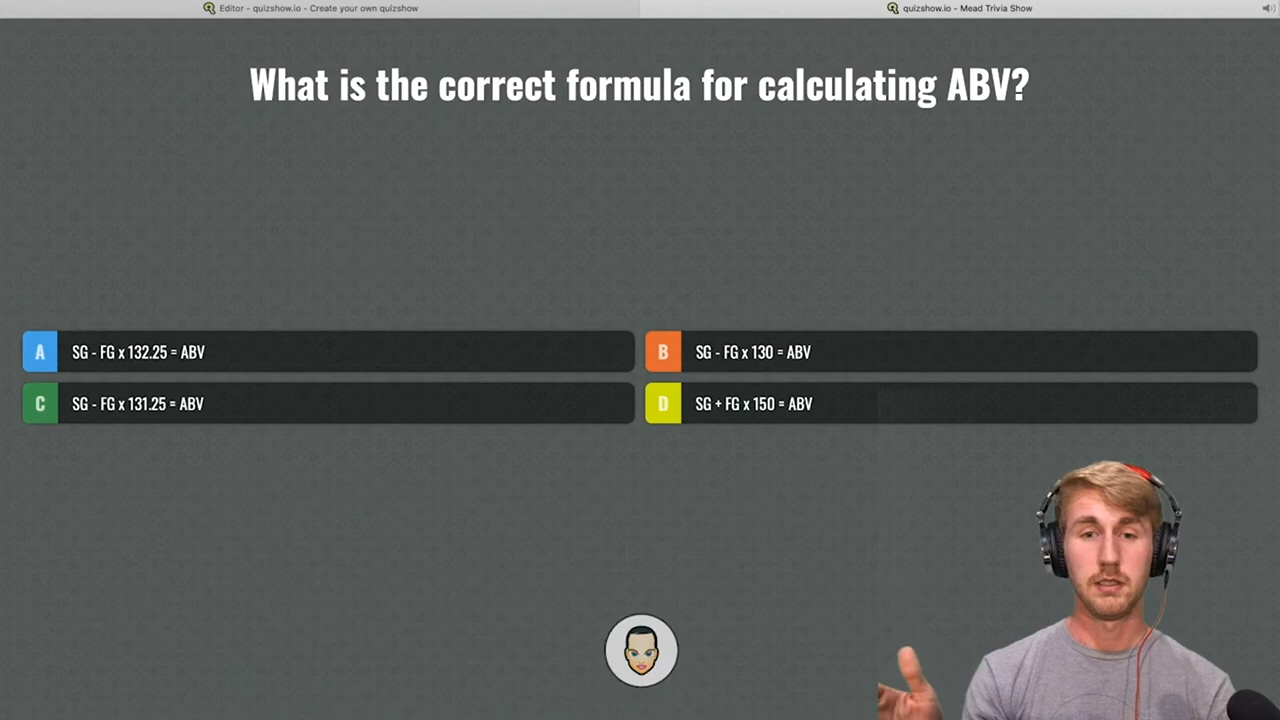 Editor - quizshow.io - Create your own quizshow
quizshow.io - Mead Trivia Show
What is the correct formula for calculating ABV?
A SG - FG x 132.25 = ABV
B SG - FG x 130 = ABV
C SG - FG x 131.25 = ABV
D SG + FG x 150 = ABV